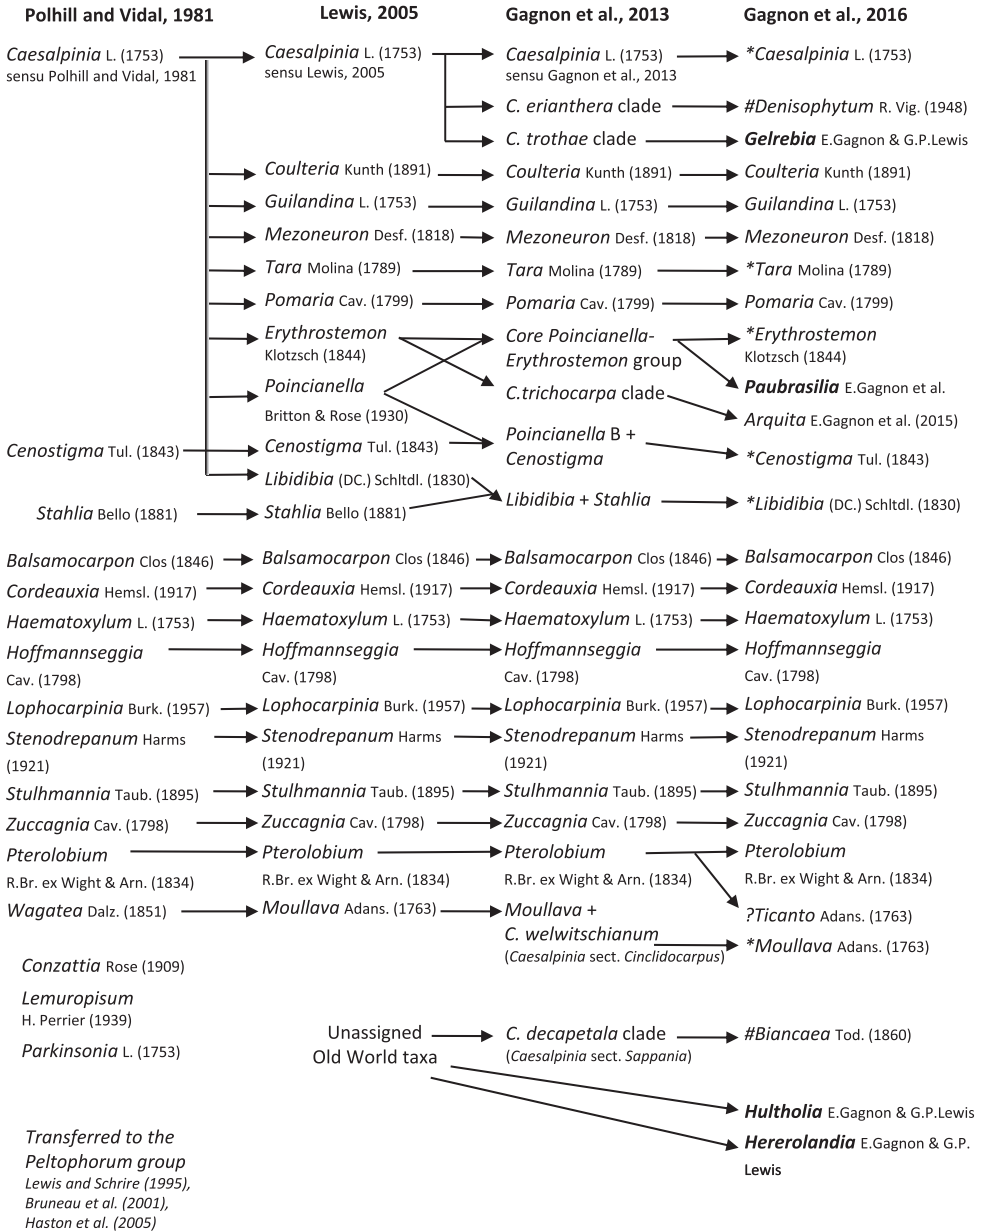 Polhill and Vidal, 1981 Lewis, 2005 Gagnon et al., 2013 Gagnon et al., 2016
Caesalpinia L. (1753) Caesalpinia L. (1753) Caesalpinia L. (1753) *Caesalpinia L. (1753)
sensu Polhill and Vidal, 1981 sensu Lewis, 2005 sensu Gagnon et al., 2013
C. erianthera clade #Denisophytum R. Vig. (1948)
C. trothae clade Gelrebia E.Gagnon & G.P.Lewis
Coulteria Kunth (1891) Coulteria Kunth (1891) Coulteria Kunth (1891)
Guilandina L. (1753) Guilandina L. (1753) Guilandina L. (1753)
Mezoneuron Desf. (1818) Mezoneuron Desf. (1818) Mezoneuron Desf. (1818)
Tara Molina (1789) Tara Molina (1789) *Tara Molina (1789)
Pomaria Cav. (1799) Pomaria Cav. (1799) Pomaria Cav. (1799)
Erythrostemon Core Poincianella- *Erythrostemon
Klotzsch (1844) Erythrostemon group Klotzsch (1844)
Poincianella C.trichocarpa clade Paubrasilia E.Gagnon et al.
Britton & Rose (1930) Arquita E.Gagnon et al. (2015)
Cenostigma Tul. (1843) Cenostigma Tul. (1843) Poincianella B +
Cenostigma *Cenostigma Tul. (1843)
Libidibia (DC.) Schltdl. (1830)
Stahlia Bello (1881) Stahlia Bello (1881) Libidibia + Stahlia *Libidibia (DC.) Schltdl. (1830)
Balsamocarpon Clos (1846) Balsamocarpon Clos (1846) Balsamocarpon Clos (1846) Balsamocarpon Clos (1846)
Cordeauxia Hemsl. (1917) Cordeauxia Hemsl. (1917) Cordeauxia Hemsl. (1917) Cordeauxia Hemsl. (1917)
Haematoxylum L. (1753) Haematoxylum L. (1753) Haematoxylum L. (1753) Haematoxylum L. (1753)
Hoffmannseggia Hoffmannseggia Hoffmannseggia Hoffmannseggia
Cav. (1798) Cav. (1798) Cav. (1798) Cav. (1798)
Lophocarpinia Burk. (1957) Lophocarpinia Burk. (1957) Lophocarpinia Burk. (1957) Lophocarpinia Burk. (1957)
Stenodrepanum Harms Stenodrepanum Harms Stenodrepanum Harms Stenodrepanum Harms
(1921) (1921) (1921) (1921)
Stulhmannia Taub. (1895) Stulhmannia Taub. (1895) Stulhmannia Taub. (1895) Stulhmannia Taub. (1895)
Zuccagnia Cav. (1798) Zuccagnia Cav. (1798) Zuccagnia Cav. (1798) Zuccagnia Cav. (1798)
Pterolobium Pterolobium Pterolobium Pterolobium
R.Br. ex Wight & Arn. (1834) R.Br. ex Wight & Arn. (1834) R.Br. ex Wight & Arn. (1834) R.Br. ex Wight & Arn. (1834)
Wagatea Dalz. (1851) Moullava Adans. (1763) Moullava + ?Ticanto Adans. (1763)
C. welwitschianum *Moullava Adans. (1763)
(Caesalpinia sect. Cinclidocarpus)
Conzattia Rose (1909)
Lemuropisum
H. Perrier (1939)
Parkinsonia L. (1753)
Unassigned C. decapetala clade #Biancaea Tod. (1860)
Old World taxa (Caesalpinia sect. Sappania)
Hultholia E.Gagnon & G.P.Lewis
Hererolandia E.Gagnon & G.P.
Lewis
Transferred to the
Peltophorum group
Lewis and Schrire (1995),
Bruneau et al. (2001),
Haston et al. (2005)